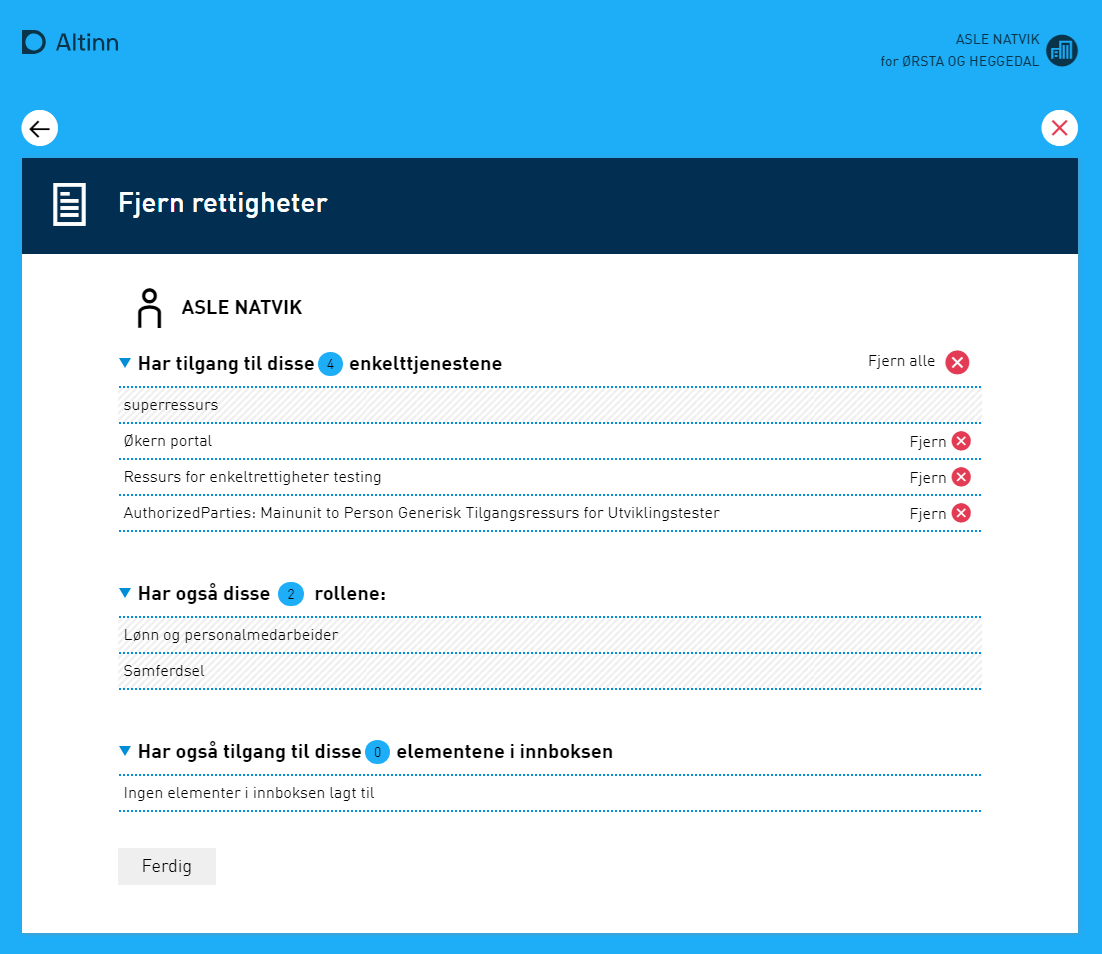 Altinn
ASLE NATVIK
for ØRSTA OG HEGGEDAL
Fjern rettigheter
ASLE NATVIK
Har tilgang til disse 4 enkelttjenestene
Fjern alle
superressurs
Økern portal Fjern
Ressurs for enkeltrettigheter testing Fjern
AuthorizedParties: Mainunit to Person Generisk Tilgangsressurs for Utviklingstester Fjern
Har også disse 2 rollene:
Lønn og personalmedarbeider
Samferdsel
Har også tilgang til disse 0 elementene i innboksen
Ingen elementer i innboksen lagt til
Ferdig